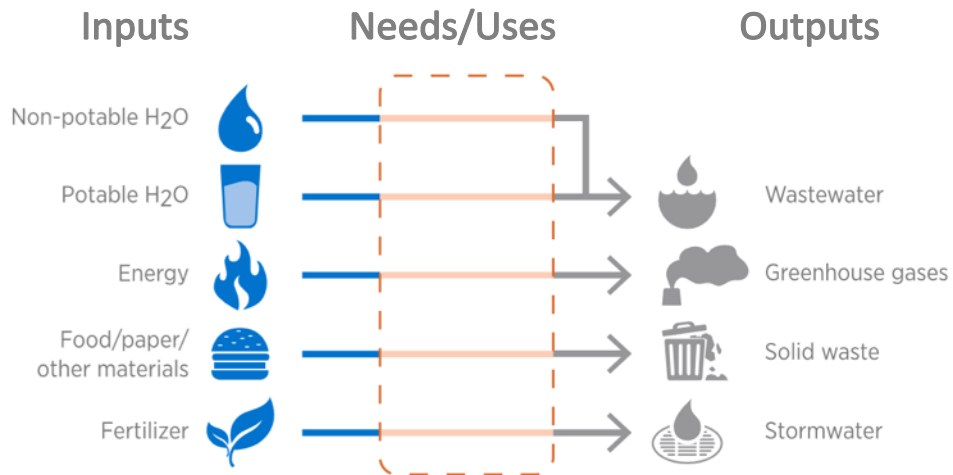 Inputs
Needs/Uses
Outputs
Non-potable H2O
Potable H2O
Wastewater
Energy
Greenhouse gases
Food/paper/
other materials
Solid waste
Fertilizer
Stormwater